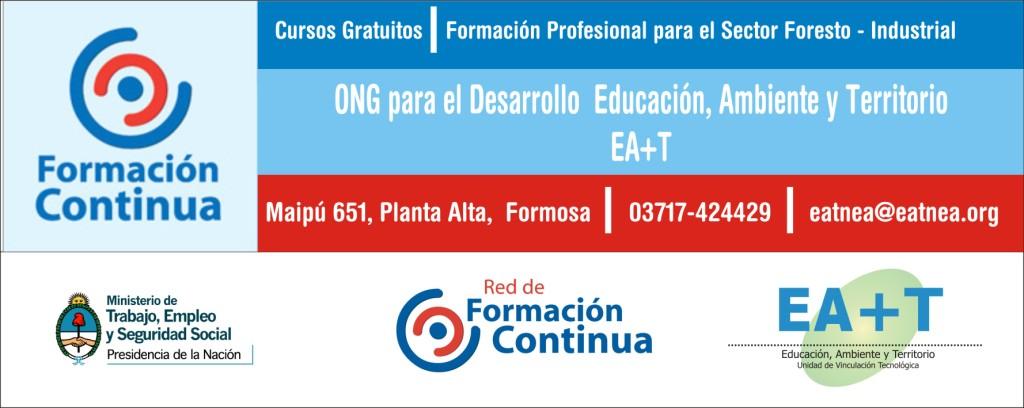 Formación
Continua
Cursos Gratuitos | Formación Profesional para el Sector Foresto - Industrial
ONG para el Desarrollo Educación, Ambiente y Territorio
EA+T
Maipú 651, Planta Alta, Formosa | 03717-424429 | eatnea@eatnea.org
Ministerio de
Trabajo, Empleo
y Seguridad Social
Presidencia de la Nación
Red de
Formación
Continua
EA+T
Educación, Ambiente y Territorio
Unidad de Vinculación Tecnológica